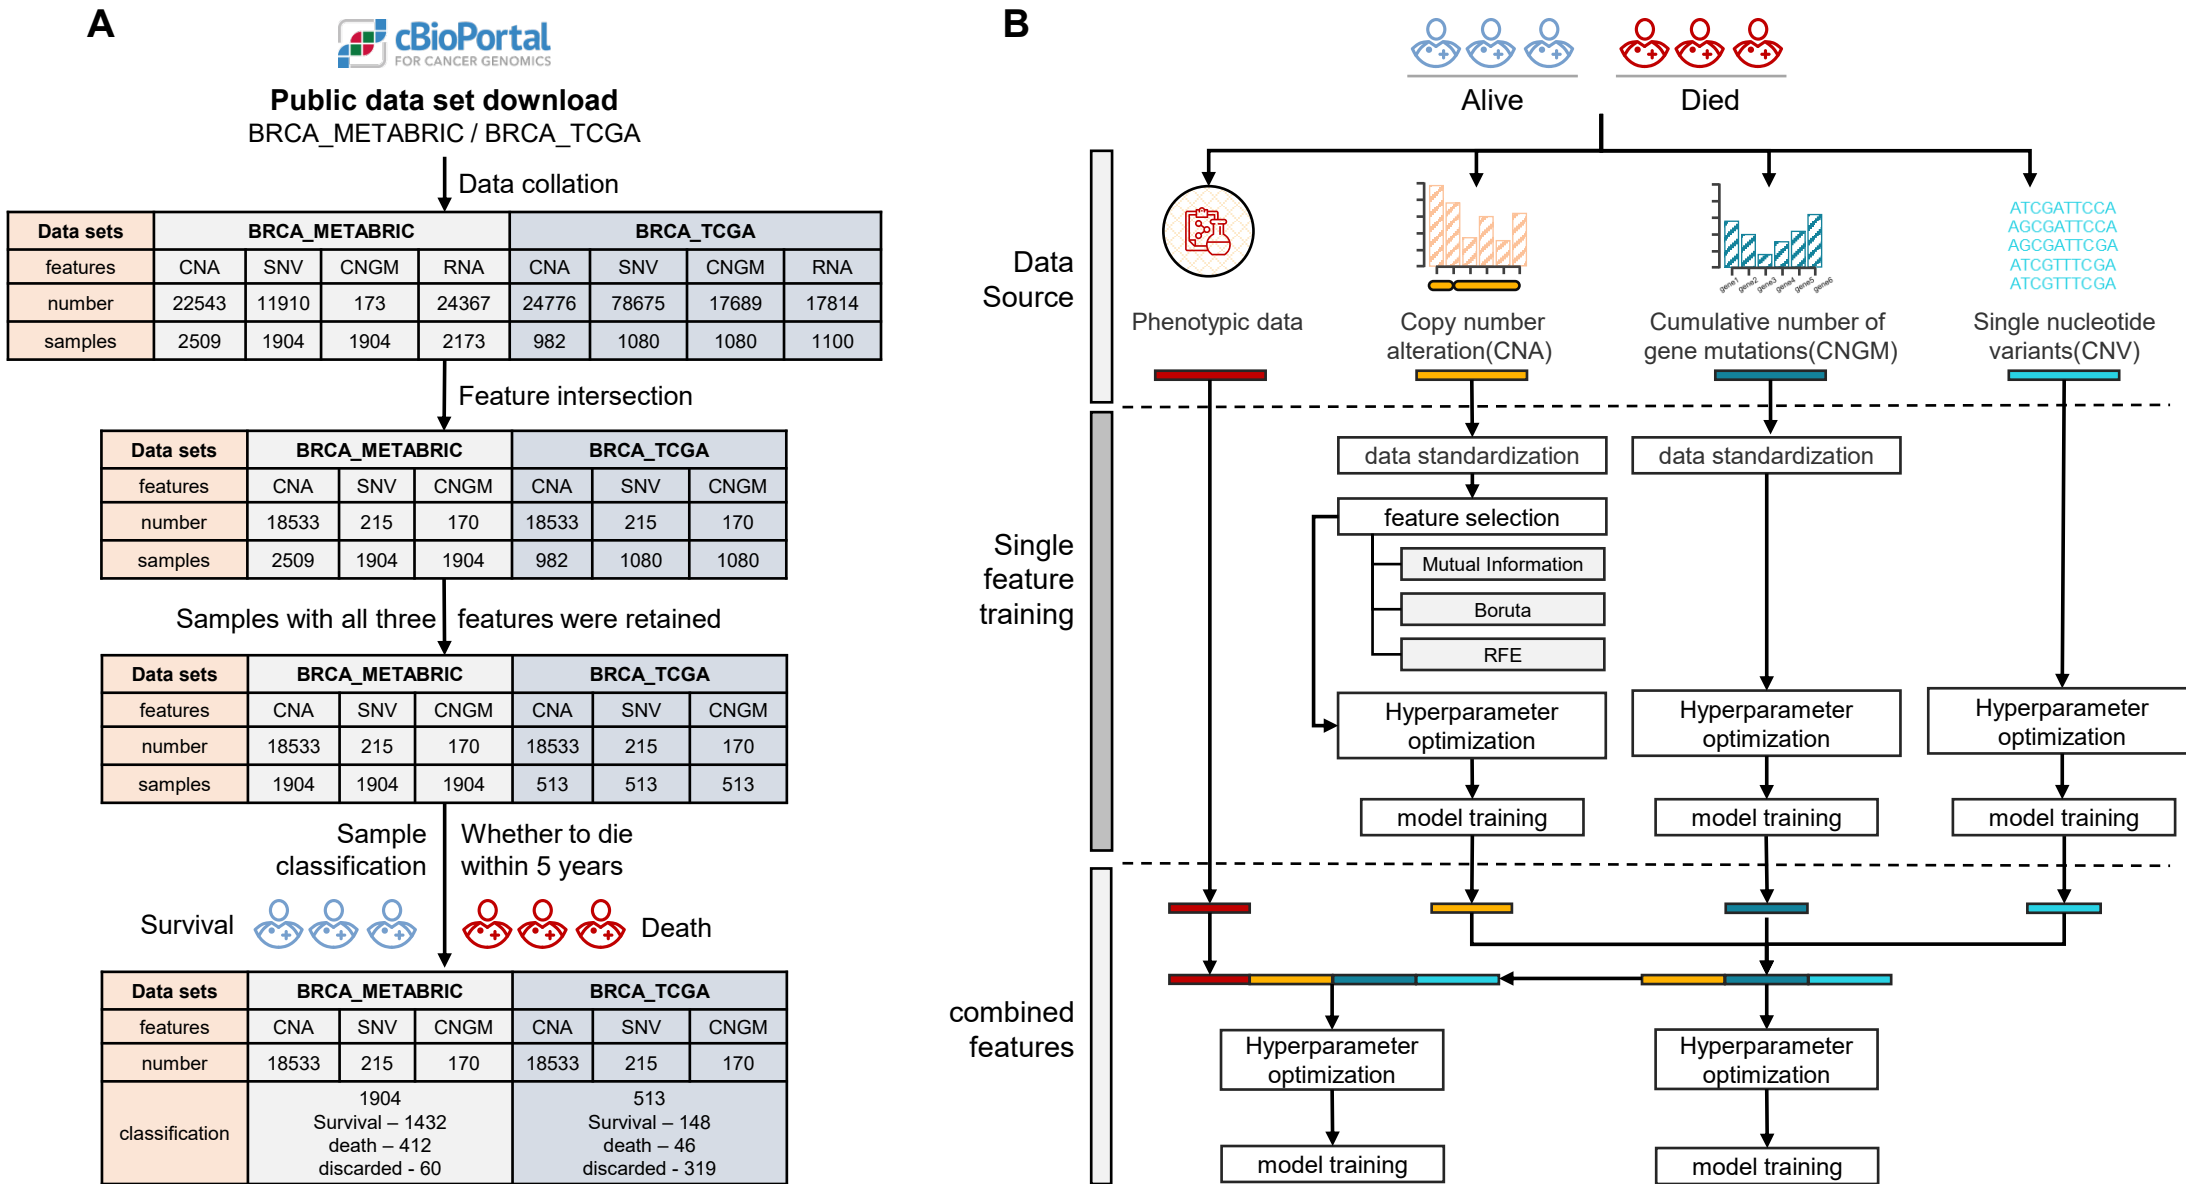 A
cBioPortal
FOR CANCER GENOMICS
Public data set download
BRCA_METABRIC / BRCA_TCGA
Data collation
Data sets BRCA_METABRIC BRCA_TCGA
features CNA SNV CNGM RNA CNA SNV CNGM RNA
number 22543 11910 173 24367 24776 78675 17689 17814
samples 2509 1904 1904 2173 982 1080 1080 1100
Feature intersection
Data sets BRCA_METABRIC BRCA_TCGA
features CNA SNV CNGM CNA SNV CNGM
number 18533 215 170 18533 215 170
samples 2509 1904 1904 982 1080 1080
Samples with all three features were retained
Data sets BRCA_METABRIC BRCA_TCGA
features CNA SNV CNGM CNA SNV CNGM
number 18533 215 170 18533 215 170
samples 1904 1904 1904 513 513 513
Sample
classification
Whether to die
within 5 years
Survival
Death
Data sets BRCA_METABRIC BRCA_TCGA
features CNA SNV CNGM CNA SNV CNGM
number 18533 215 170 18533 215 170
classification
1904
Survival – 1432
death – 412
discarded - 60
513
Survival – 148
death – 46
discarded - 319
B
Alive
Died
Data
Source
gene1 gene2 gene3 gene4 gene5 gene6
ATCGATTCCA
AGCGATTCCA
AGCGATTCGA
ATCGTTTCGA
ATCGTTTCGA
Phenotypic data
Copy number
alteration(CNA)
Cumulative number of
gene mutations(CNGM)
Single nucleotide
variants(CNV)
Single
feature
training
data standardization
feature selection
Mutual Information
Boruta
RFE
Hyperparameter
optimization
model training
data standardization
Hyperparameter
optimization
model training
Hyperparameter
optimization
model training
combined
features
Hyperparameter
optimization
model training
Hyperparameter
optimization
model training